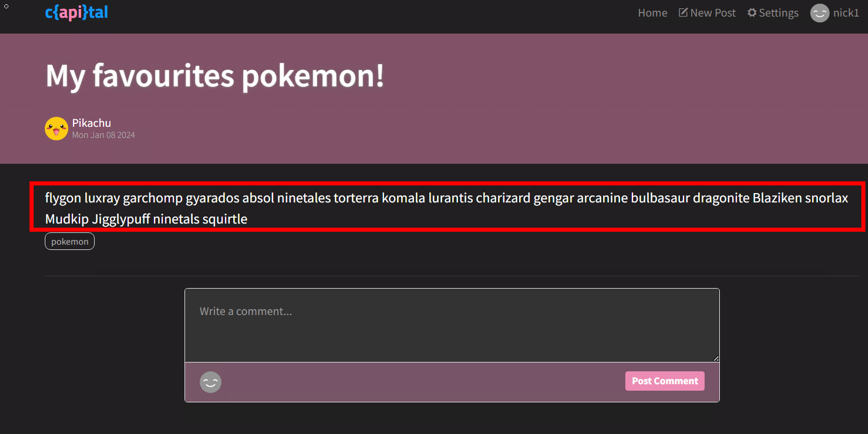 c{api}tal
Home New Post Settings nick1
My favourites pokemon!
Pikachu
Mon Jan 08 2024
flygon luxray garchomp gyarados absol ninetales torterra komala lurantis charizard gengar arcanine bulbasaur dragonite Blaziken snorlax
Mudkip Jigglypuff ninetals squirtle
pokemon
Write a comment...
Post Comment